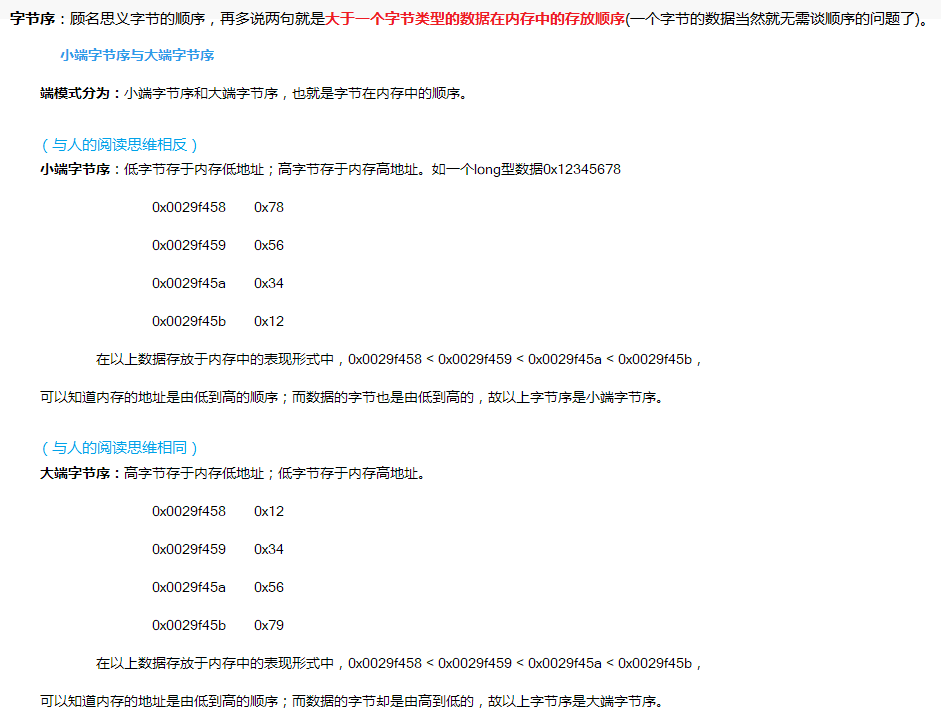 字节序：顾名思义字节的顺序，再多说两句就是大于一个字节类型的数据在内存中的存放顺序(一个字节的数据当然就无需谈顺序的问题了)。
小端字节序与大端字节序
端模式分为：小端字节序和大端字节序，也就是字节在内存中的顺序。
（与人的阅读思维相反）
小端字节序：低字节存于内存低地址；高字节存于内存高地址。如一个long型数据0x12345678
0x0029f458 0x78
0x0029f459 0x56
0x0029f45a 0x34
0x0029f45b 0x12
在以上数据存放于内存中的表现形式中，0x0029f458 < 0x0029f459 < 0x0029f45a < 0x0029f45b，
可以知道内存的地址是由低到高的顺序；而数据的字节也是由低到高的，故以上字节序是小端字节序。
（与人的阅读思维相同）
大端字节序：高字节存于内存低地址；低字节存于内存高地址。
0x0029f458 0x12
0x0029f459 0x34
0x0029f45a 0x56
0x0029f45b 0x79
在以上数据存放于内存中的表现形式中，0x0029f458 < 0x0029f459 < 0x0029f45a < 0x0029f45b，
可以知道内存的地址是由低到高的顺序；而数据的字节却是由高到低的，故以上字节序是大端字节序。